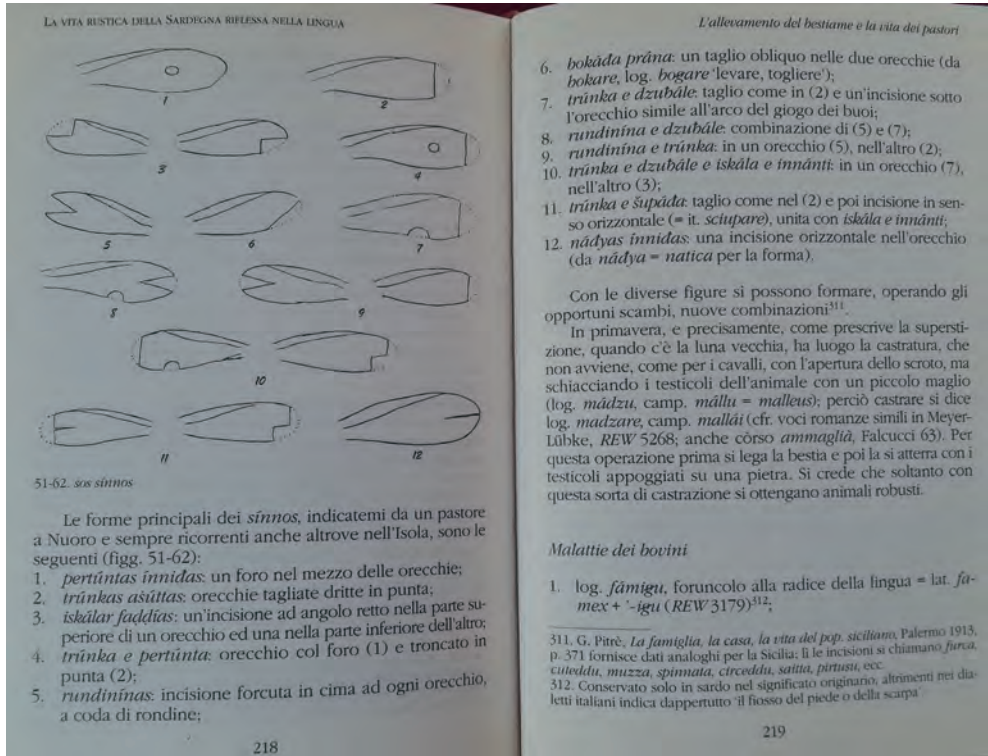 LA VITA RUSTICA DELLA SARDEGNA RIFLESSA NELLA LINGUA
1
2
3
4
5
6
7
8
9
10
11
12
51-62. sos sínnos
Le forme principali dei sínnos, indicatemi da un pastore
a Nuoro e sempre ricorrenti anche altrove nell'Isola, sono le
seguenti (figg. 51-62):
1. pertúntas ínnidas: un foro nel mezzo delle orecchie;
2. trúnkas ašúttas: orecchie tagliate dritte in punta;
3. iskálar faḍḍías: un'incisione ad angolo retto nella parte su-
periore di un orecchio ed una nella parte inferiore dell'altro;
4. trúnka e pertúnta: orecchio col foro (1) e troncato in
punta (2);
5. rundinínas: incisione forcuta in cima ad ogni orecchio,
a coda di rondine;
218
L'allevamento del bestiame e la vita dei pastori
6. bokáđa prána: un taglio obliquo nelle due orecchie (da
bokare, log. bogare 'levare, togliere');
7. trúnka e dzuƀále: taglio come in (2) e un'incisione sotto
l'orecchio simile all'arco del giogo dei buoi;
8. rundinína e dzuƀále: combinazione di (5) e (7);
9. rundinína e trúnka: in un orecchio (5), nell'altro (2);
10. trúnka e dzuƀále e iskála e innánti: in un orecchio (7),
nell'altro (3);
11. trúnka e šupáđa: taglio come nel (2) e poi incisione in sen-
so orizzontale (= it. sciupare), unita con iskála e innánti;
12. náđyas ínniđas: una incisione orizzontale nell'orecchio
(da náđya = natica per la forma).
Con le diverse figure si possono formare, operando gli
opportuni scambi, nuove combinazioni311.
In primavera, e precisamente, come prescrive la supersti-
zione, quando c'è la luna vecchia, ha luogo la castratura, che
non avviene, come per i cavalli, con l'apertura dello scroto, ma
schiacciando i testicoli dell'animale con un piccolo maglio
(log. mádzu, camp. mállu = malleus); perciò castrare si dice
log. madzare, camp. mallái (cfr. voci romanze simili in Meyer-
Lübke, REW 5268; anche còrso ammaglià, Falcucci 63). Per
questa operazione prima si lega la bestia e poi la si atterra con i
testicoli appoggiati su una pietra. Si crede che soltanto con
questa sorta di castrazione si ottengano animali robusti.
Malattie dei bovini
1. log. fámigu, foruncolo alla radice della lingua = lat. fa-
mex + '-igu (REW 3179)312;
311. G. Pitrè, La famiglia, la casa, la vita del pop. siciliano, Palermo 1913,
p. 371 fornisce dati analoghi per la Sicilia; lì le incisioni si chiamano furca,
cuteddu, muzza, spinnata, circeddu, saitta, pirtusu, ecc.
312. Conservato solo in sardo nel significato originario, altrimenti nei dia-
letti italiani indica dappertutto 'il fiosso del piede o della scarpa'
219